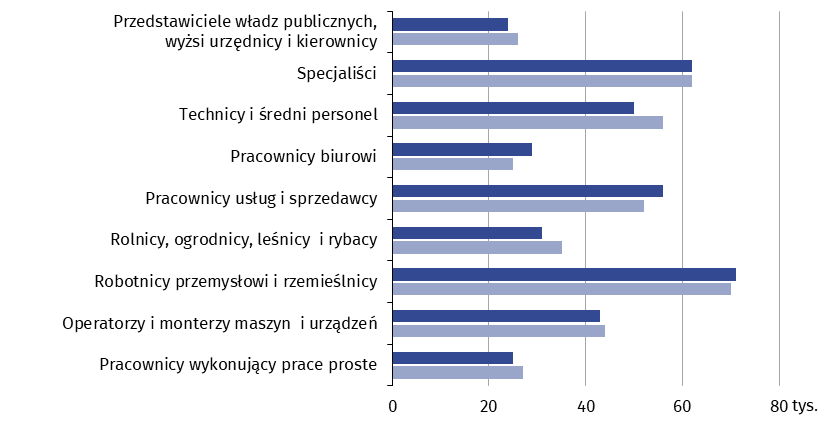 Przedstawiciele władz publicznych,
wyżsi urzędnicy i kierownicy
Specjaliści
Technicy i średni personel
Pracownicy biurowi
Pracownicy usług i sprzedawcy
Rolnicy, ogrodnicy, leśnicy  i rybacy
Robotnicy przemysłowi i rzemieślnicy
Operatorzy i monterzy maszyn  i urządzeń
Pracownicy wykonujący prace proste
0 20 40 60 80 tys.